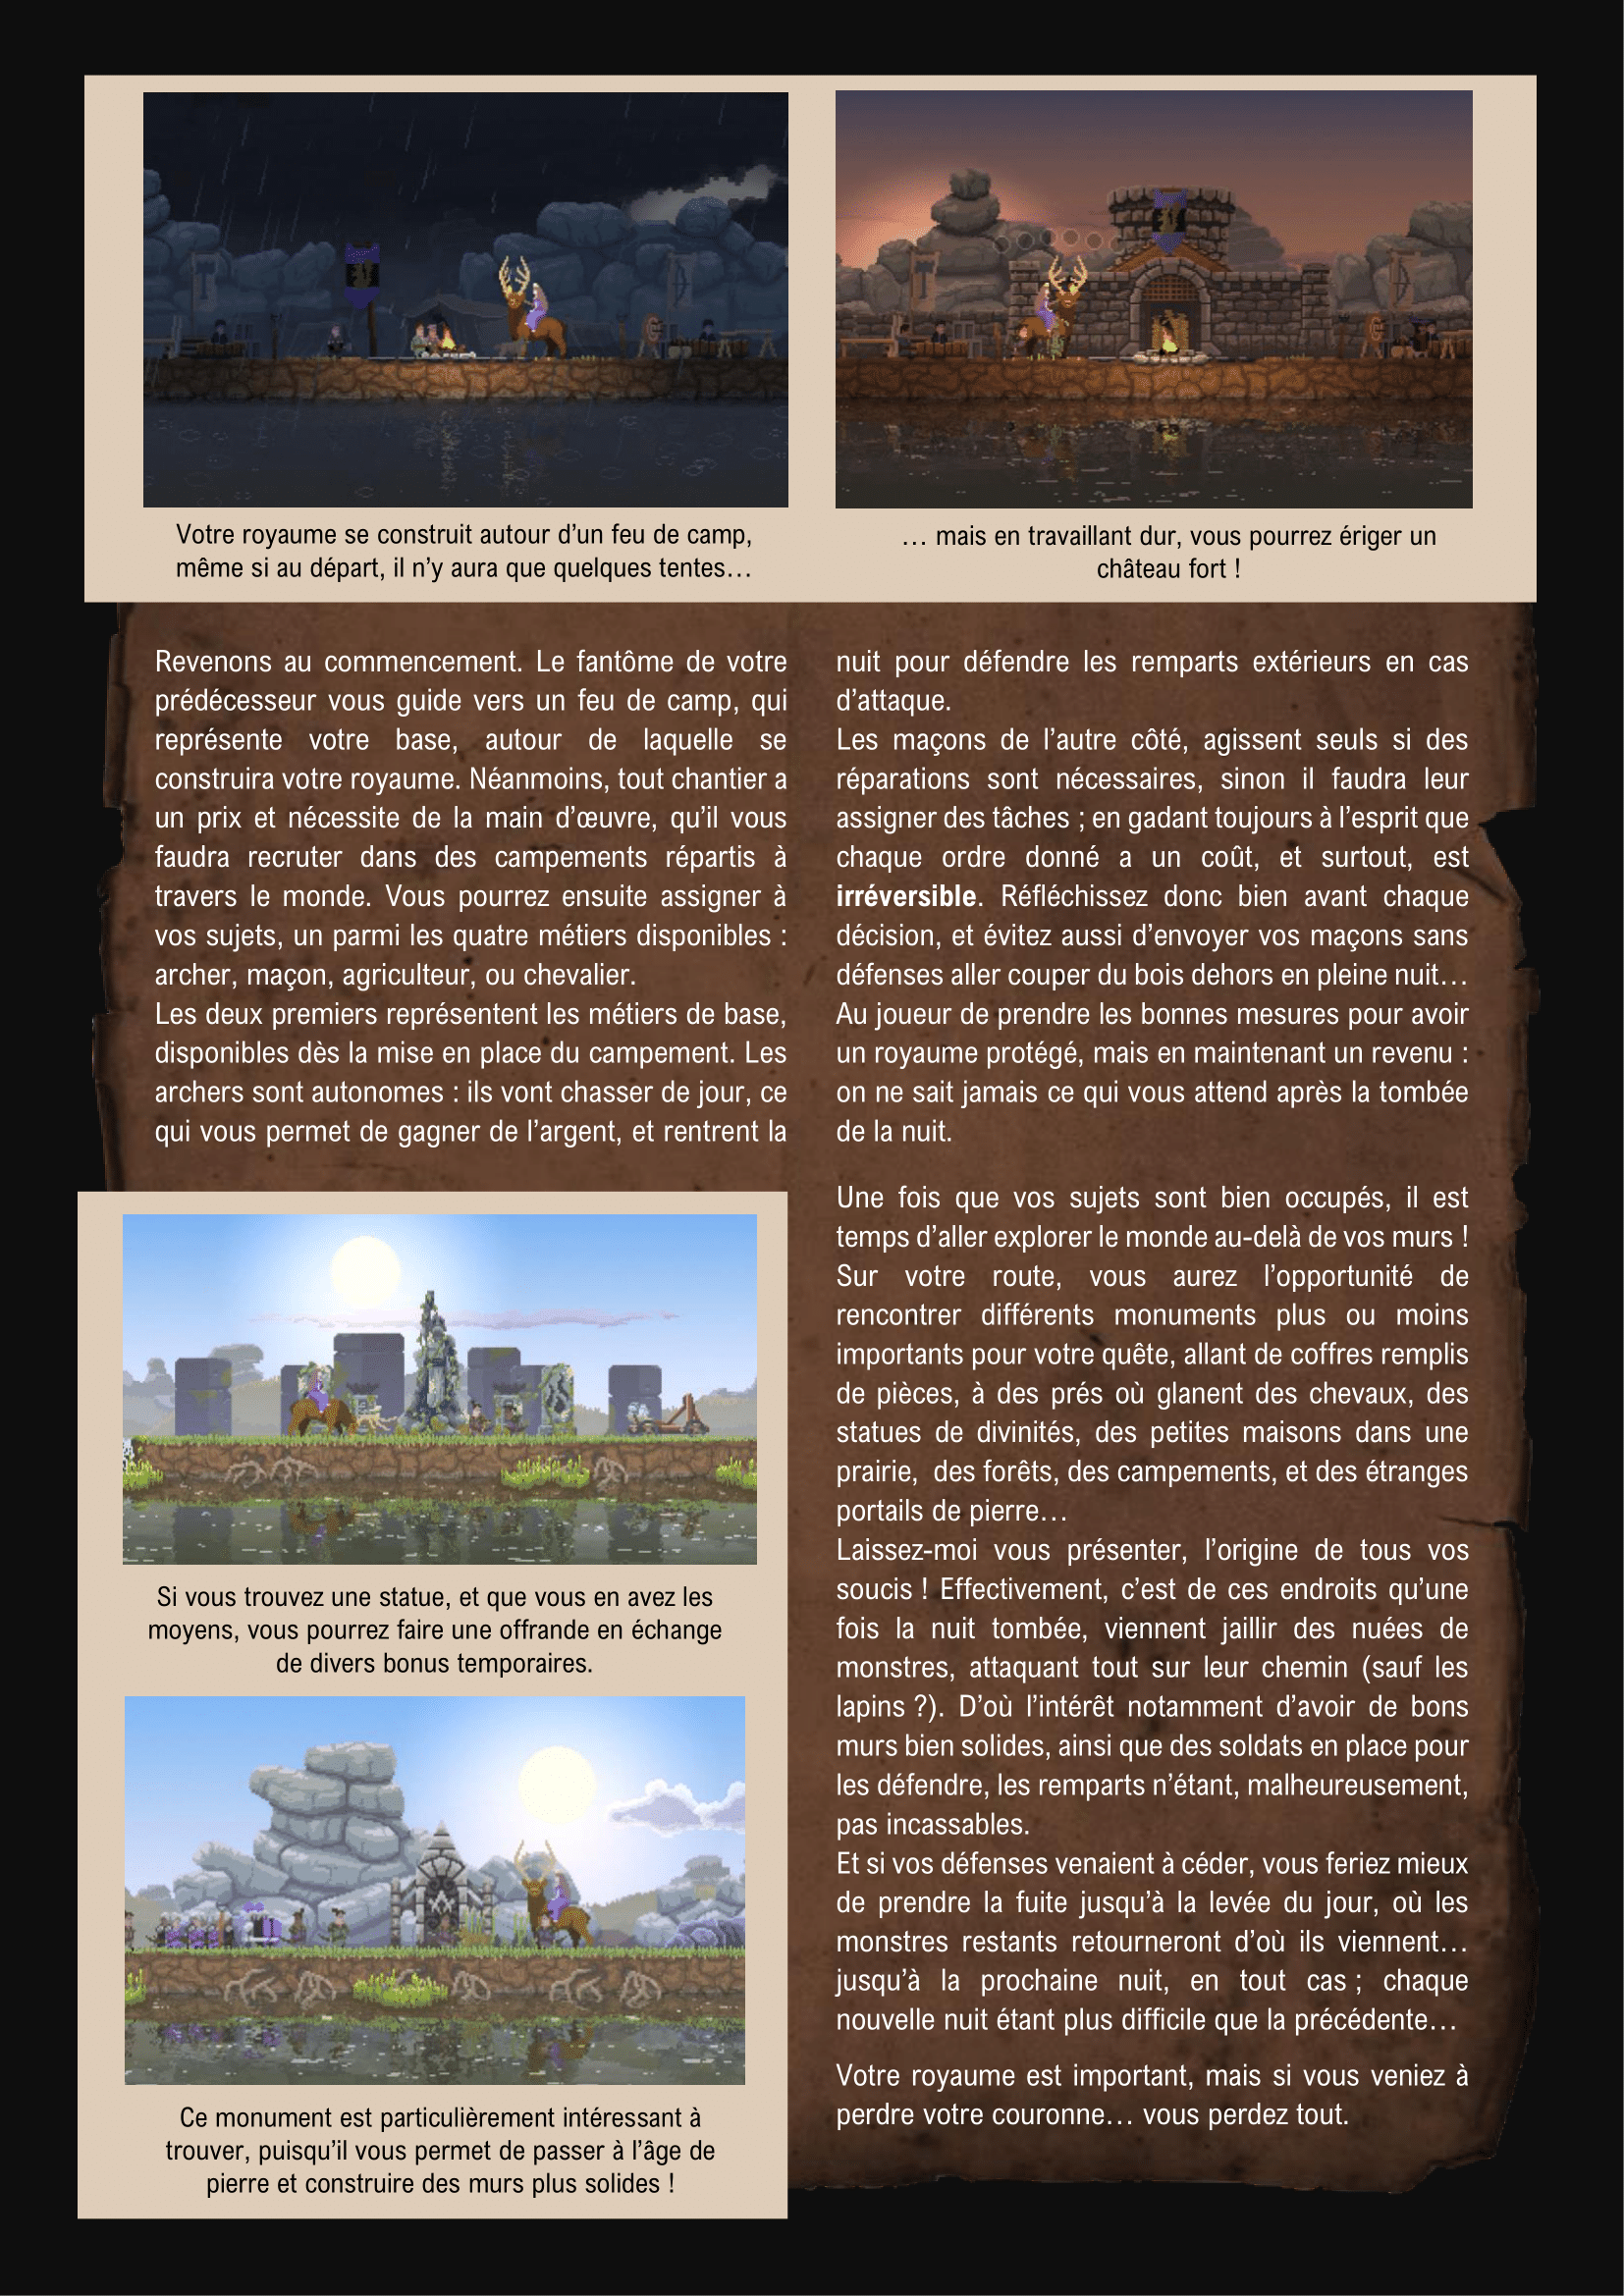 Votre royaume se construit autour d’un feu de camp,
même si au départ, il n’y aura que quelques tentes…
… mais en travaillant dur, vous pourrez ériger un
château fort !
Revenons au commencement. Le fantôme de votre
prédécesseur vous guide vers un feu de camp, qui
représente votre base, autour de laquelle se
construira votre royaume. Néanmoins, tout chantier a
un prix et nécessite de la main d’œuvre, qu’il vous
faudra recruter dans des campements répartis à
travers le monde. Vous pourrez ensuite assigner à
vos sujets, un parmi les quatre métiers disponibles :
archer, maçon, agriculteur, ou chevalier.
Les deux premiers représentent les métiers de base,
disponibles dès la mise en place du campement. Les
archers sont autonomes : ils vont chasser de jour, ce
qui vous permet de gagner de l’argent, et rentrent la
nuit pour défendre les remparts extérieurs en cas
d’attaque.
Les maçons de l’autre côté, agissent seuls si des
réparations sont nécessaires, sinon il faudra leur
assigner des tâches ; en gadant toujours à l’esprit que
chaque ordre donné a un coût, et surtout, est
irréversible. Réfléchissez donc bien avant chaque
décision, et évitez aussi d’envoyer vos maçons sans
défenses aller couper du bois dehors en pleine nuit…
Au joueur de prendre les bonnes mesures pour avoir
un royaume protégé, mais en maintenant un revenu :
on ne sait jamais ce qui vous attend après la tombée
de la nuit.
Une fois que vos sujets sont bien occupés, il est
temps d’aller explorer le monde au-delà de vos murs !
Sur votre route, vous aurez l’opportunité de
rencontrer différents monuments plus ou moins
importants pour votre quête, allant de coffres remplis
de pièces, à des prés où glanent des chevaux, des
statues de divinités, des petites maisons dans une
prairie, des forêts, des campements, et des étranges
portails de pierre…
Laissez-moi vous présenter, l’origine de tous vos
soucis ! Effectivement, c’est de ces endroits qu’une
fois la nuit tombée, viennent jaillir des nuées de
monstres, attaquant tout sur leur chemin (sauf les
lapins ?). D’où l’intérêt notamment d’avoir de bons
murs bien solides, ainsi que des soldats en place pour
les défendre, les remparts n’étant, malheureusement,
pas incassables.
Et si vos défenses venaient à céder, vous feriez mieux
de prendre la fuite jusqu’à la levée du jour, où les
monstres restants retourneront d’où ils viennent…
jusqu’à la prochaine nuit, en tout cas ; chaque
nouvelle nuit étant plus difficile que la précédente…
Votre royaume est important, mais si vous veniez à
perdre votre couronne… vous perdez tout.
Si vous trouvez une statue, et que vous en avez les
moyens, vous pourrez faire une offrande en échange
de divers bonus temporaires.
Ce monument est particulièrement intéressant à
trouver, puisqu’il vous permet de passer à l’âge de
pierre et construire des murs plus solides !